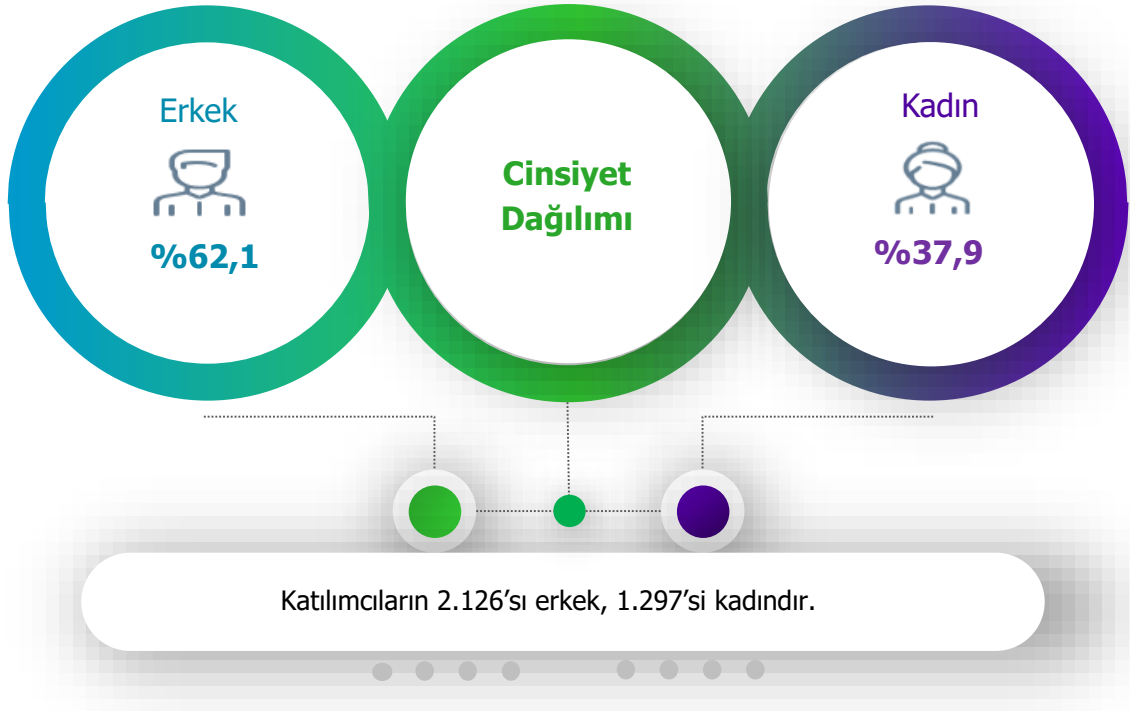 Erkek
%62,1
Cinsiyet
Dağılımı
Kadın
%37,9
Katılımcıların 2.126’sı erkek, 1.297’si kadındır.